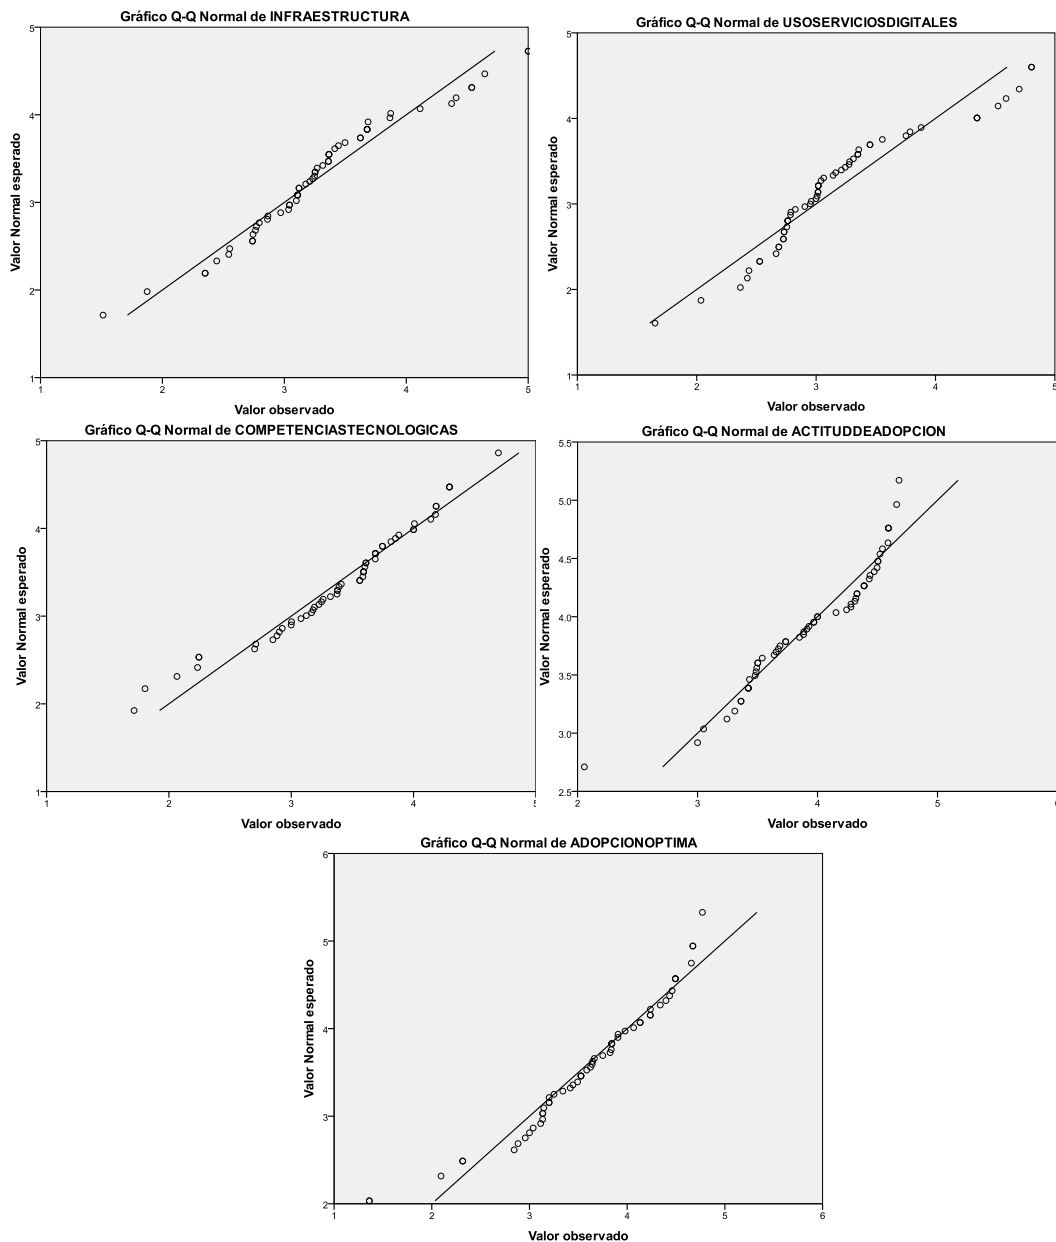 Gráfico Q-Q Normal de INFRAESTRUCTURA
5
4
3
2
1
Valor Normal esperado
1 2 3 4 5
Valor observado
Gráfico Q-Q Normal de USOSERVICIOSDIGITALES
5
4
3
2
1
Valor Normal esperado
1 2 3 4 5
Valor observado
Gráfico Q-Q Normal de COMPETENCIASTECNOLOGICAS
5
4
3
2
1
Valor Normal esperado
1 2 3 4 5
Valor observado
Gráfico Q-Q Normal de ACTITUDDEADOPCION
5.5
5.0
4.5
4.0
3.5
3.0
2.5
Valor Normal esperado
2 3 4 5 6
Valor observado
Gráfico Q-Q Normal de ADOPCIONOPTIMA
6
5
4
3
2
Valor Normal esperado
1 2 3 4 5 6
Valor observado